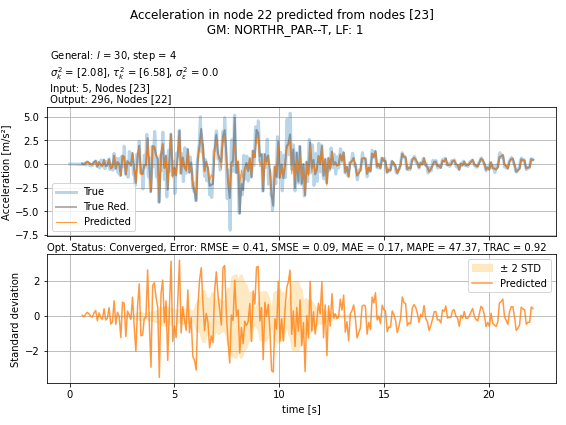 Acceleration in node 22 predicted from nodes [23]
GM: NORTHR_PAR--T, LF: 1
General: l = 30, step = 4
σ²ₖ = [2.08], τ²ₖ = [6.58], σ²ε = 0.0
Input: 5, Nodes [23]
Output: 296, Nodes [22]
Acceleration [m/s²]
5.0
2.5
0.0
−2.5
−5.0
−7.5
True
True Red.
Predicted
Opt. Status: Converged, Error: RMSE = 0.41, SMSE = 0.09, MAE = 0.17, MAPE = 47.37, TRAC = 0.92
Standard deviation
2
0
−2
± 2 STD
Predicted
0
5
10
15
20
time [s]